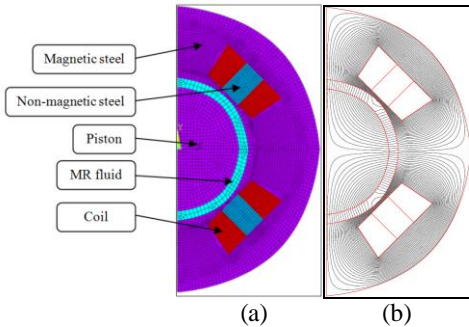 Magnetic steel
Non-magnetic steel
Piston
MR fluid
Coil
Y
(a)
(b)